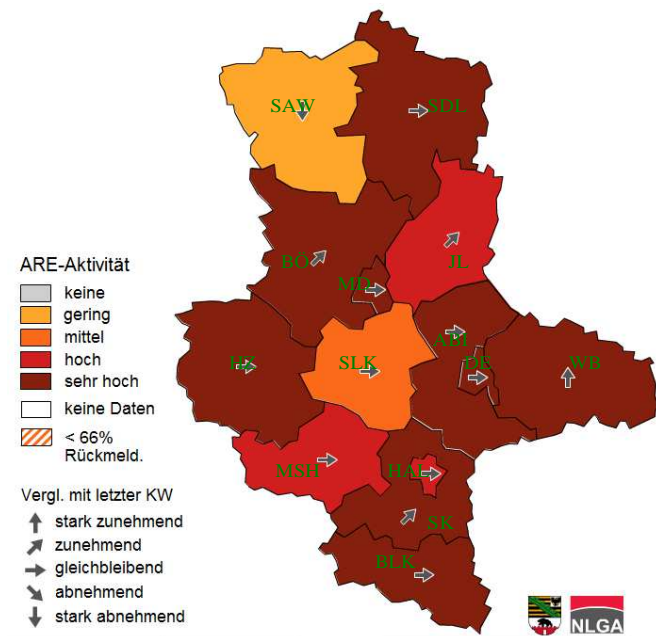 SAW
SDL
BÖ
JL
MD
ABI
HZ
SLK
DE
WB
MSH
HAL
SK
BLK
ARE-Aktivität
keine
gering
mittel
hoch
sehr hoch
keine Daten
< 66%
Rückmeld.
Vergl. mit letzter KW
stark zunehmend
zunehmend
gleichbleibend
abnehmend
stark abnehmend
NLGA